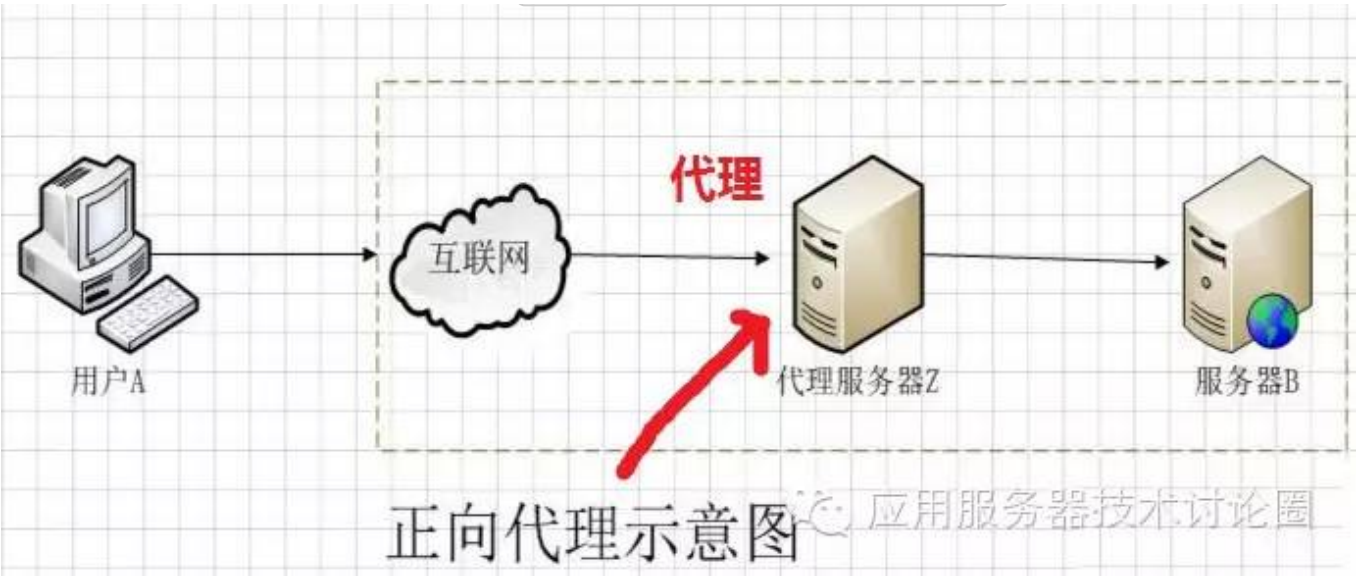 代理
互联网
用户A
代理服务器Z
服务器B
正向代理示意图
应用服务器技术讨论圈